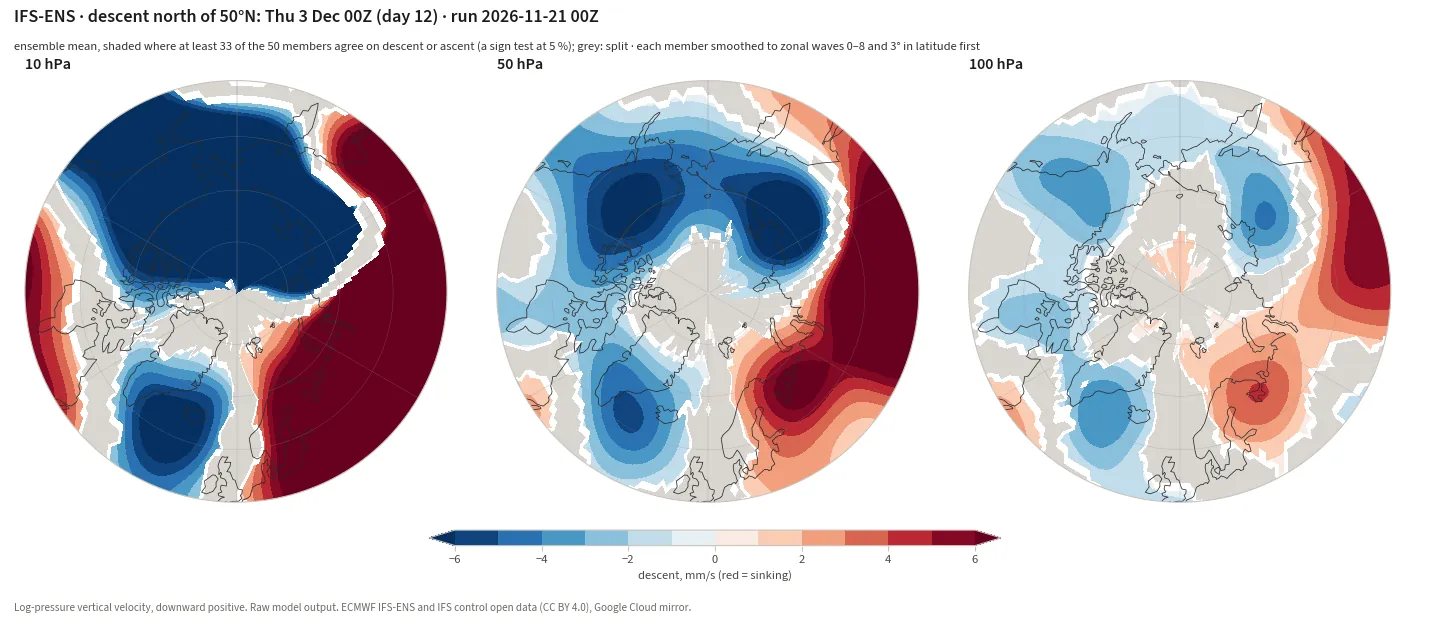 IFS-ENS · descent north of 50°N: Thu 3 Dec 00Z (day 12) · run 2026-11-21 00Z
ensemble mean, shaded where at least 33 of the 50 members agree on descent or ascent (a sign test at 5 %); grey: split · each member smoothed to zonal waves 0–8 and 3° in latitude first
10 hPa
50 hPa
100 hPa
−6 −4 −2 0 2 4 6
descent, mm/s (red = sinking)
Log-pressure vertical velocity, downward positive. Raw model output. ECMWF IFS-ENS and IFS control open data (CC BY 4.0), Google Cloud mirror.